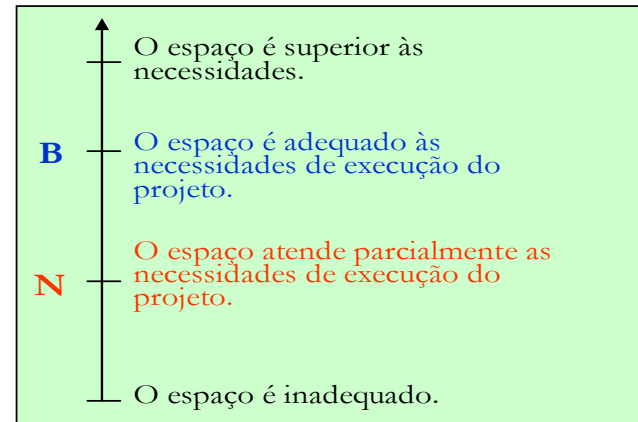 O espaço é superior às
necessidades.
B
O espaço é adequado às
necessidades de execução do
projeto.
N
O espaço atende parcialmente as
necessidades de execução do
projeto.
O espaço é inadequado.